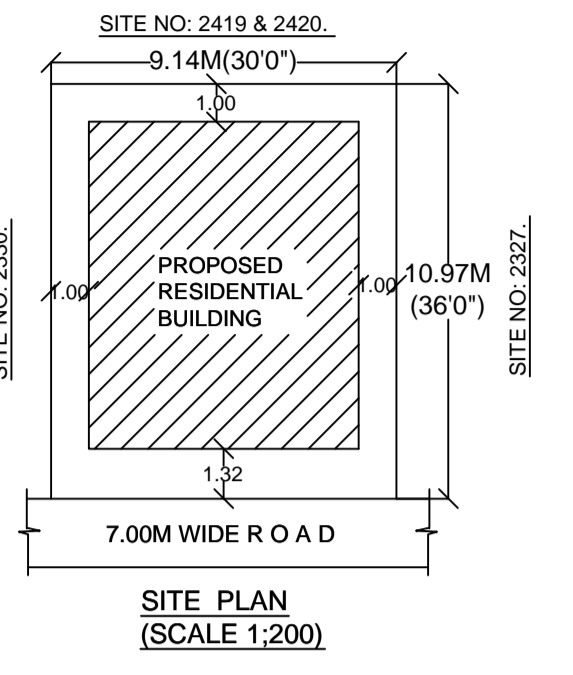 SITE NO: 2419 & 2420.
9.14M(30'0")
1.00
PROPOSED
RESIDENTIAL
BUILDING
1.00
1.00
10.97M
(36'0")
SITE NO: 2327.
1.32
7.00M WIDE R O A D
SITE PLAN
(SCALE 1;200)